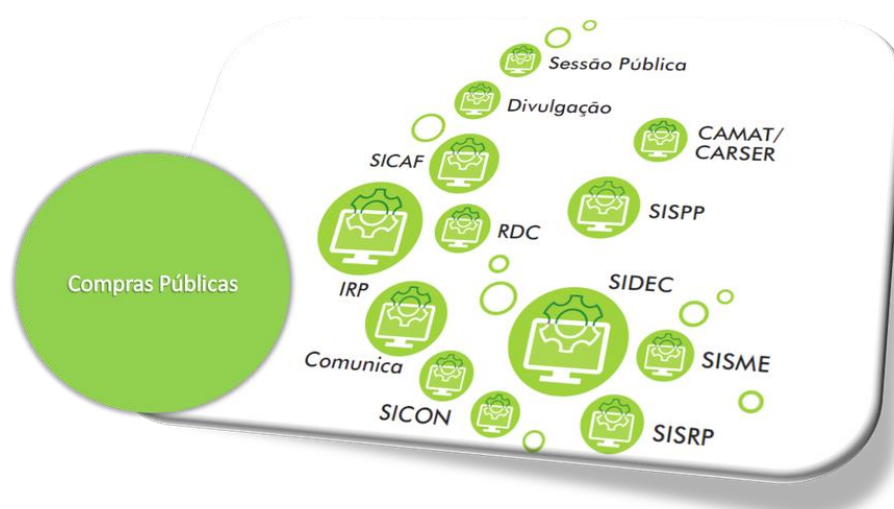 Sessão Pública
Divulgação
CAMAT/
CARSER
SICAF
SISPP
RDC
Compras Públicas
IRP
SIDEC
Comunica
SISME
SICON
SISRP